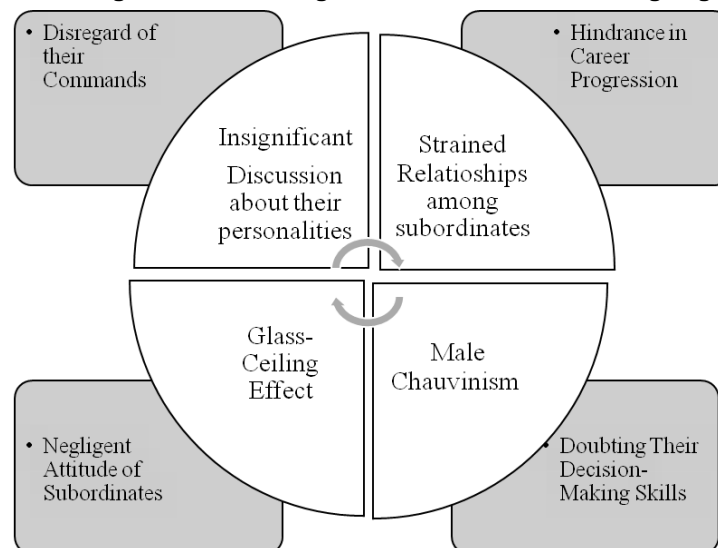 • Disregard of
their
Commands
• Hindrance in
Career
Progression
Insignificant
Discussion
about their
personalities
Strained
Relatioships
among
subordinates
Glass-
Ceiling
Effect
Male
Chauvinism
• Negligent
Attitude of
Subordinates
• Doubting Their
Decision-
Making Skills